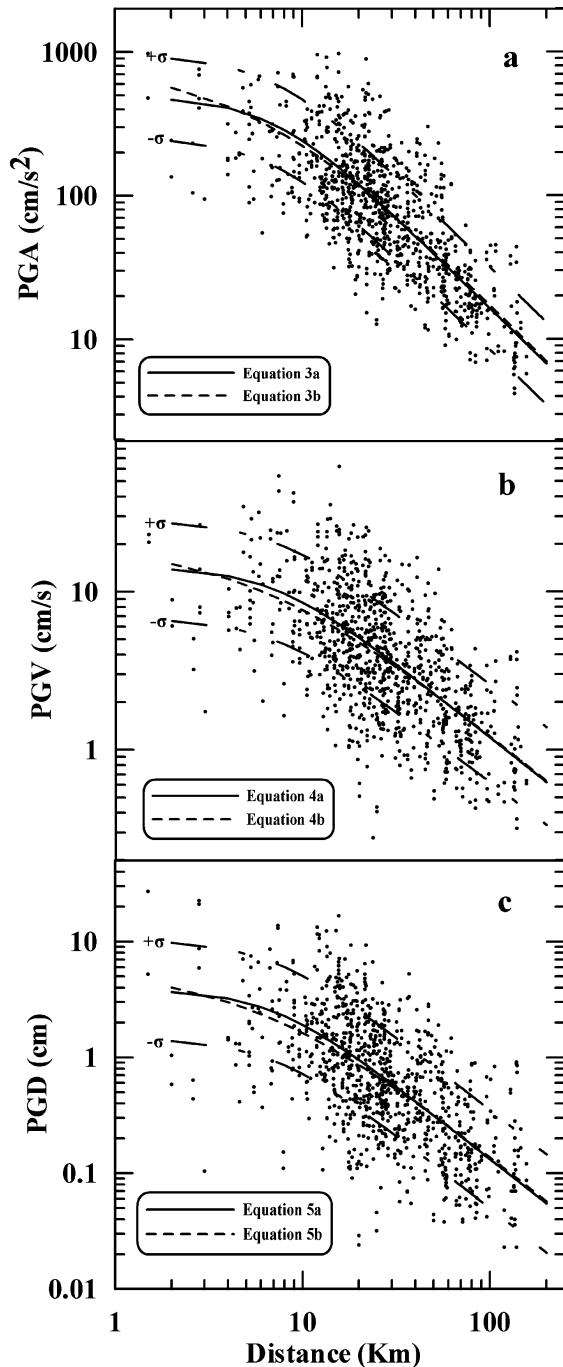 1000
100
10
PGA (cm/s²)
a
+σ
-σ
Equation 3a
Equation 3b
10
1
PGV (cm/s)
b
+σ
-σ
Equation 4a
Equation 4b
10
1
0.1
0.01
PGD (cm)
c
+σ
-σ
Equation 5a
Equation 5b
1 10 100
Distance (Km)